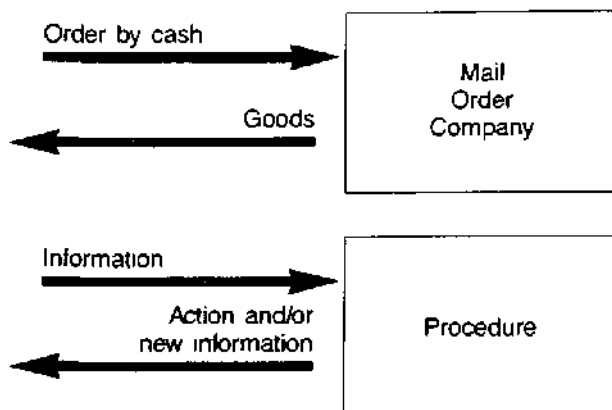 Order by cash
Mail
Order
Company
Goods
Information
Action and/or
new information
Procedure